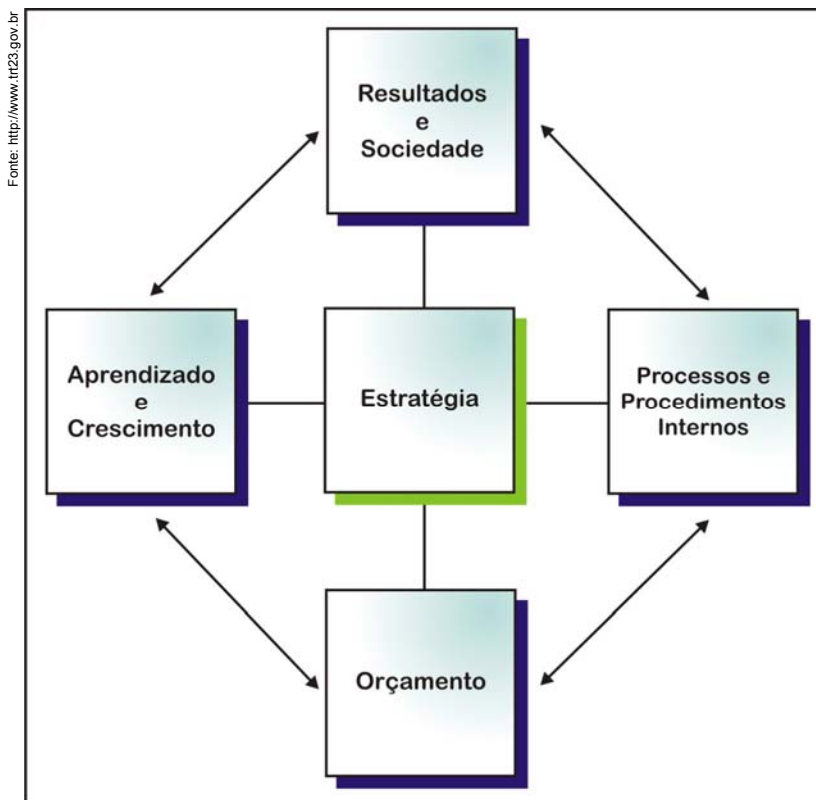 Fonte: http://www.trt23.gov.br
Resultados
e
Sociedade
Aprendizado
e
Crescimento
Estratégia
Processos e
Procedimentos
Internos
Orçamento